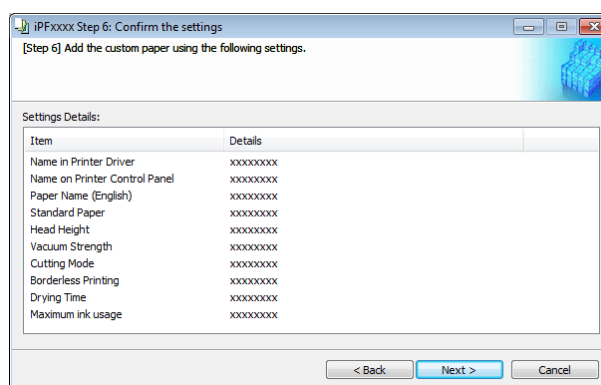 iPFxxxx Step 6: Confirm the settings
[Step 6] Add the custom paper using the following settings.
Settings Details:
Item Details
Name in Printer Driver xxxxxxxx
Name on Printer Control Panel xxxxxxxx
Paper Name (English) xxxxxxxx
Standard Paper xxxxxxxx
Head Height xxxxxxxx
Vacuum Strength xxxxxxxx
Cutting Mode xxxxxxxx
Borderless Printing xxxxxxxx
Drying Time xxxxxxxx
Maximum ink usage xxxxxxxx
< Back Next > Cancel